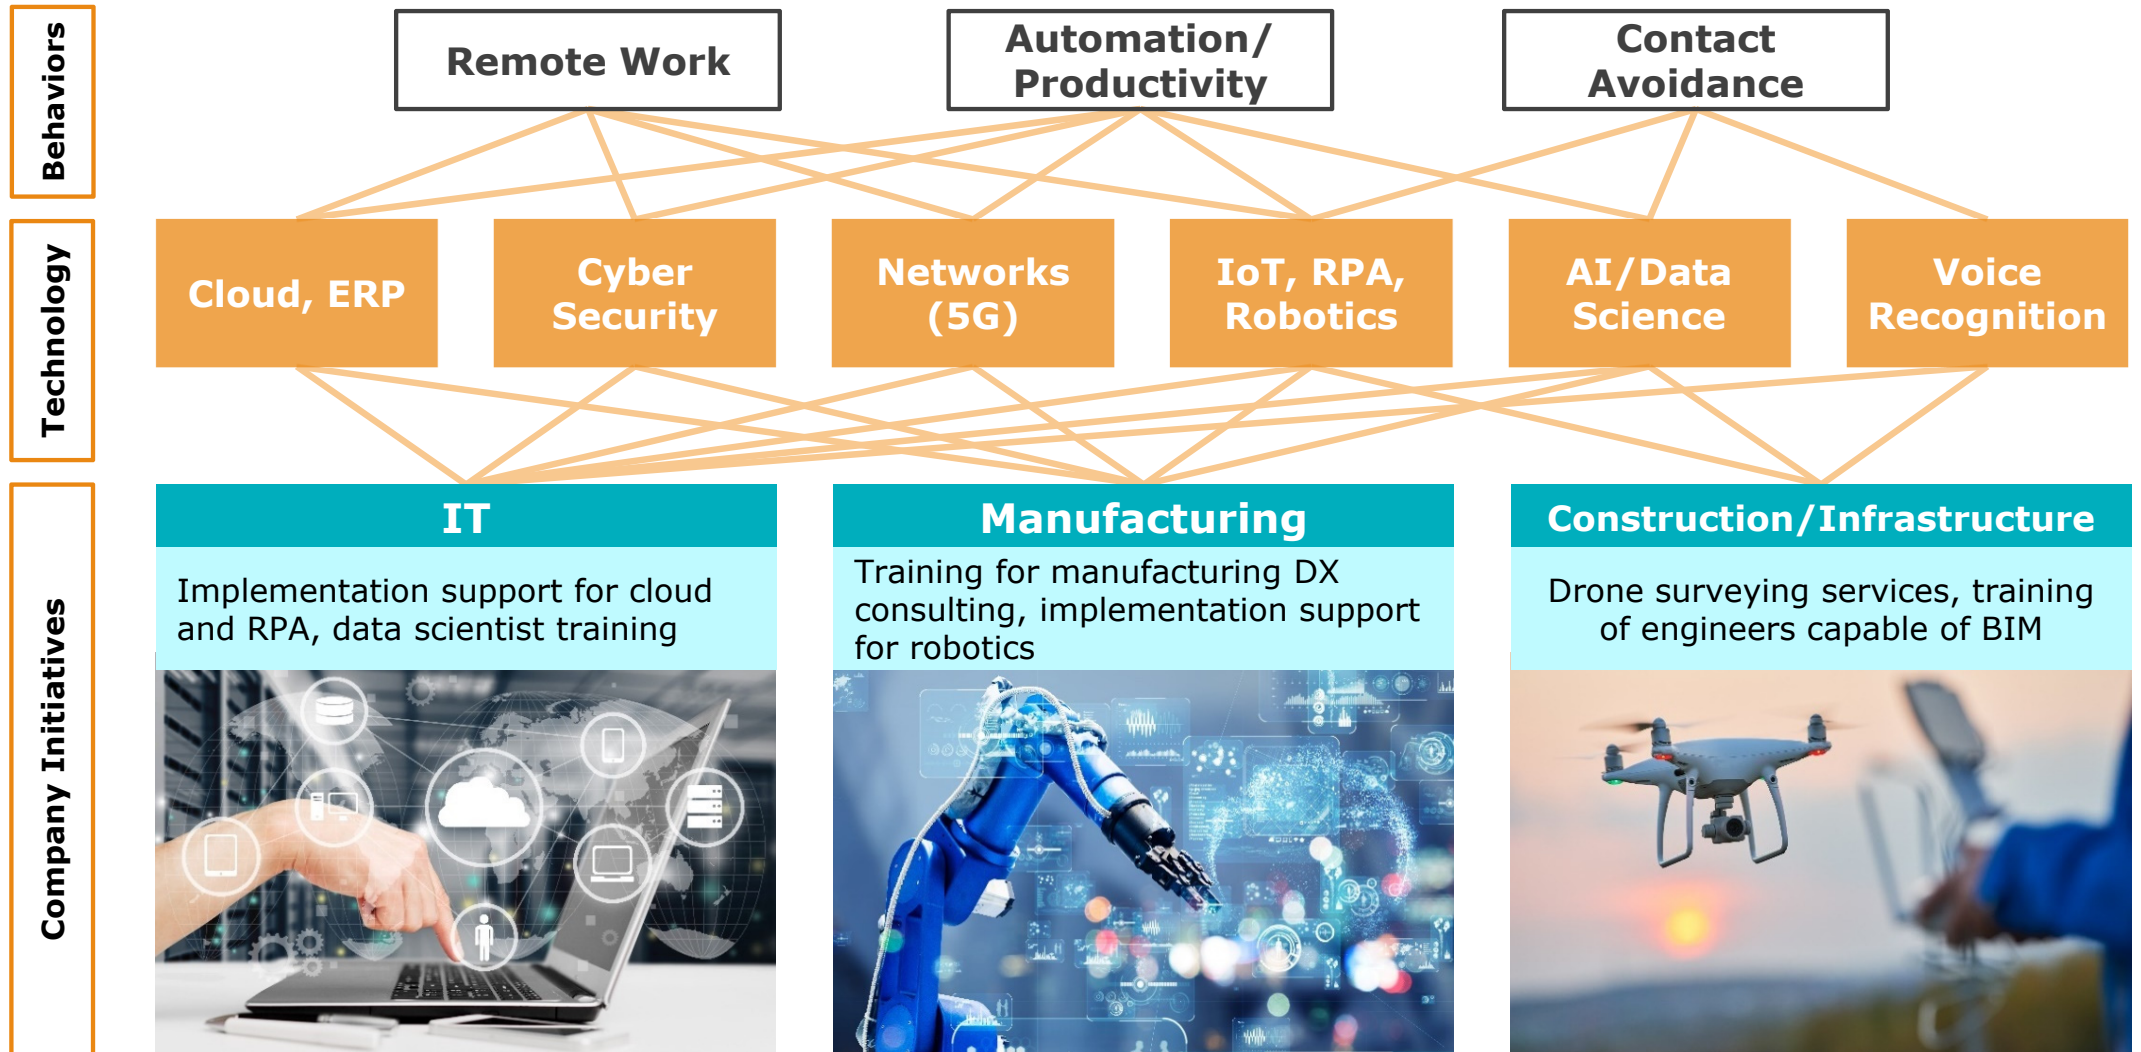 Behaviors
Remote Work
Automation/
Productivity
Contact
Avoidance
Technology
Cloud, ERP
Cyber
Security
Networks
(5G)
IoT, RPA,
Robotics
AI/Data
Science
Voice
Recognition
Company Initiatives
IT
Implementation support for cloud
and RPA, data scientist training
Manufacturing
Training for manufacturing DX
consulting, implementation support
for robotics
Construction/Infrastructure
Drone surveying services, training
of engineers capable of BIM